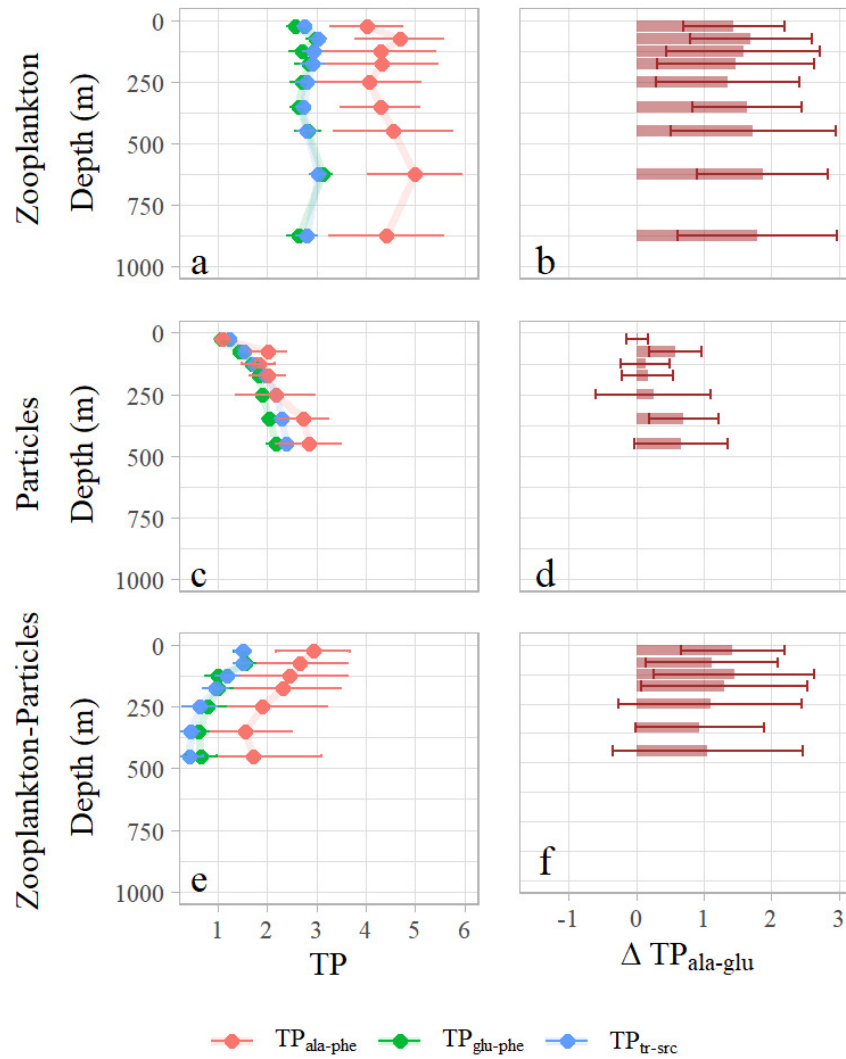 Zooplankton
Depth (m)
0
250
500
750
1000
a
b
Particles
Depth (m)
0
250
500
750
1000
c
d
Zooplankton-Particles
Depth (m)
0
250
500
750
1000
e
f
1 2 3 4 5 6
-1 0 1 2 3
TP
Δ TPala-glu
TPala-phe TPglu-phe TPtr-src